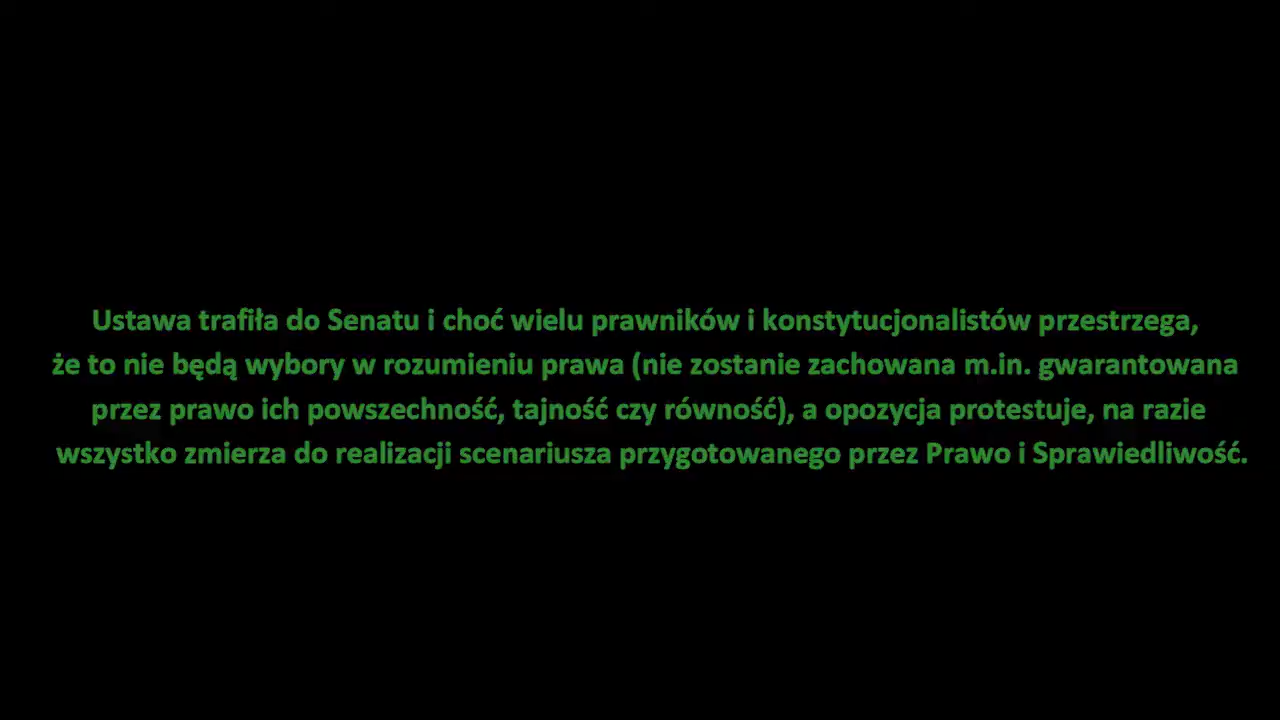 Ustawa trafiła do Senatu i choć wielu prawników i konstytucjonalistów przestrzega,
że to nie będą wybory w rozumieniu prawa (nie zostanie zachowana m.in. gwarantowana
przez prawo ich powszechność, tajność czy równość), a opozycja protestuje, na razie
wszystko zmierza do realizacji scenariusza przygotowanego przez Prawo i Sprawiedliwość.